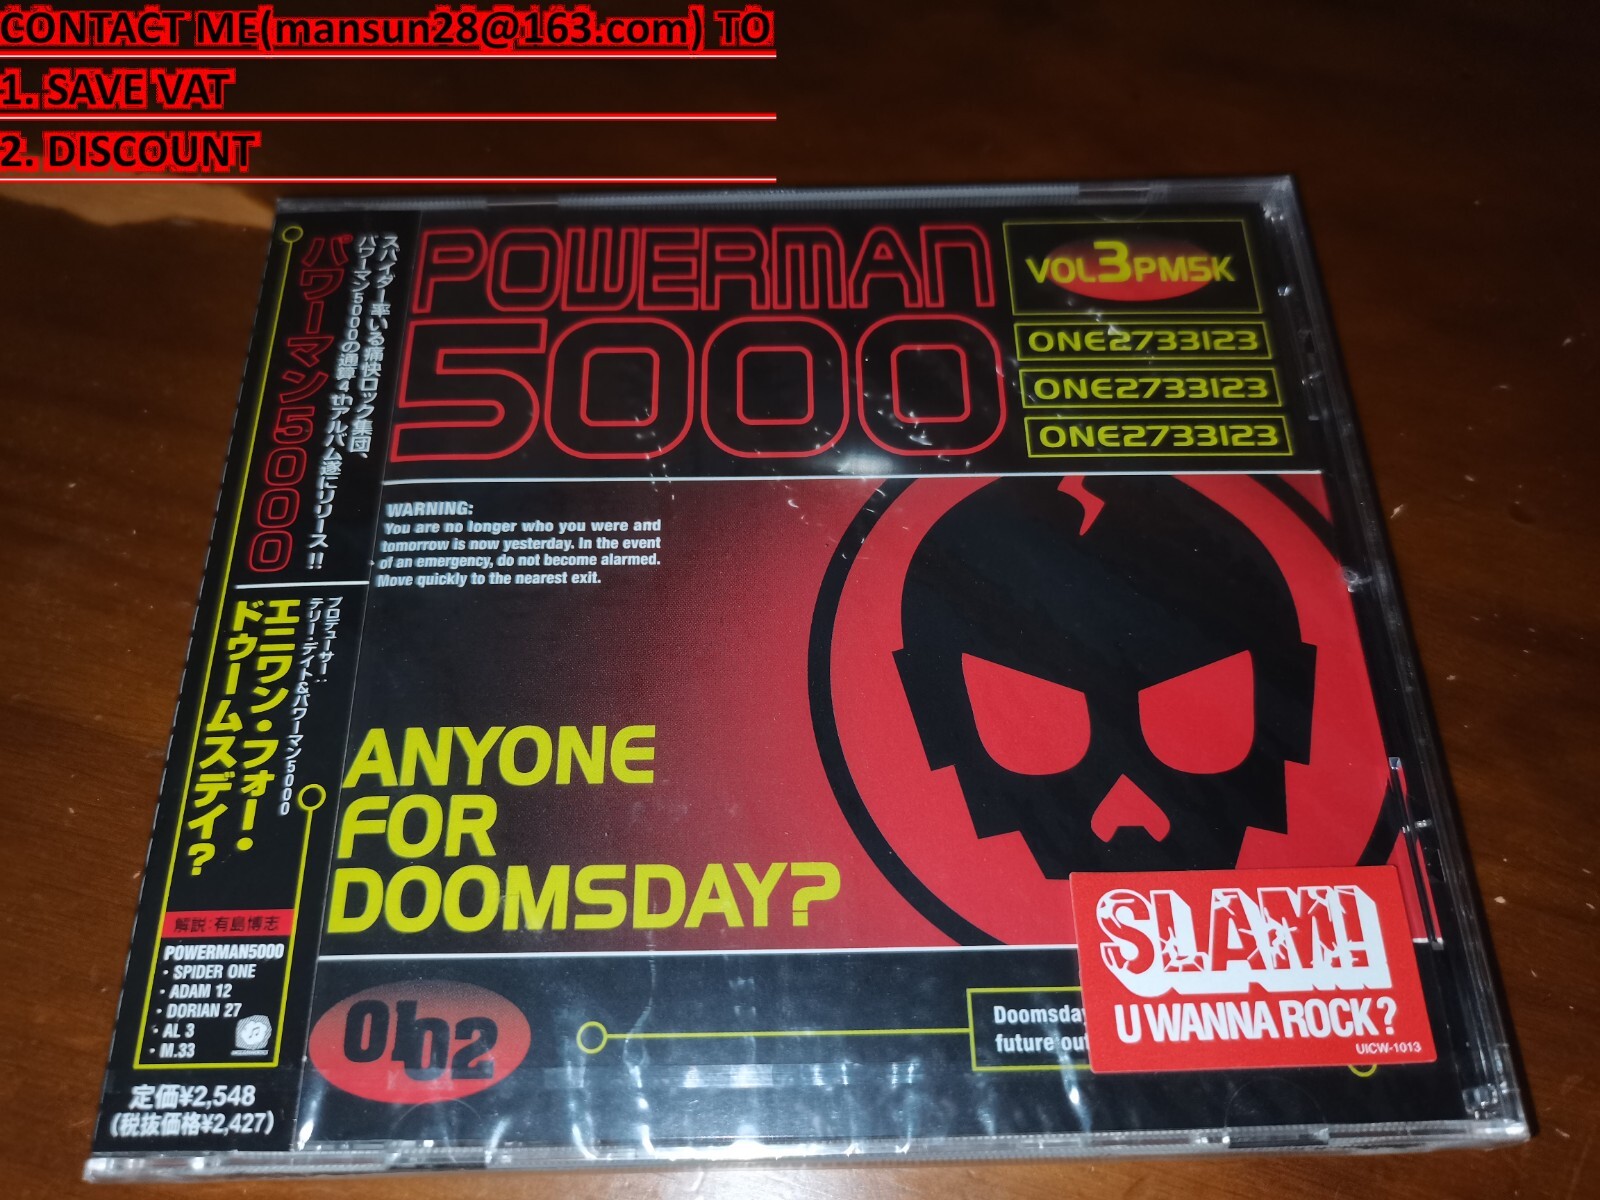 CONTACT ME(mansun28@163.com) TO
1. SAVE VAT
2. DISCOUNT
パワーマン5000
スパイダー率いる痛快ロック集団、
パワーマン5000の通算4thアルバム遂にリリース!!
エニワン・フォー・
ドゥームスデイ?
プロデューサー:
テリー・デイト&パワーマン5000
解説:有島博志
POWERMAN5000
・SPIDER ONE
・ADAM 12
・DORIAN 27
・AL 3
・M.33
定価¥2,548
(税抜価格¥2,427)
POWERMAN
5000
VOL3PM5K
ONE2733123
ONE2733123
ONE2733123
WARNING:
You are no longer who you were and
tomorrow is now yesterday. In the event
of an emergency, do not become alarmed.
Move quickly to the nearest exit.
ANYONE
FOR
DOOMSDAY?
0102
Doomsday
future out
SLAM!
U WANNA ROCK?
UICW-1013